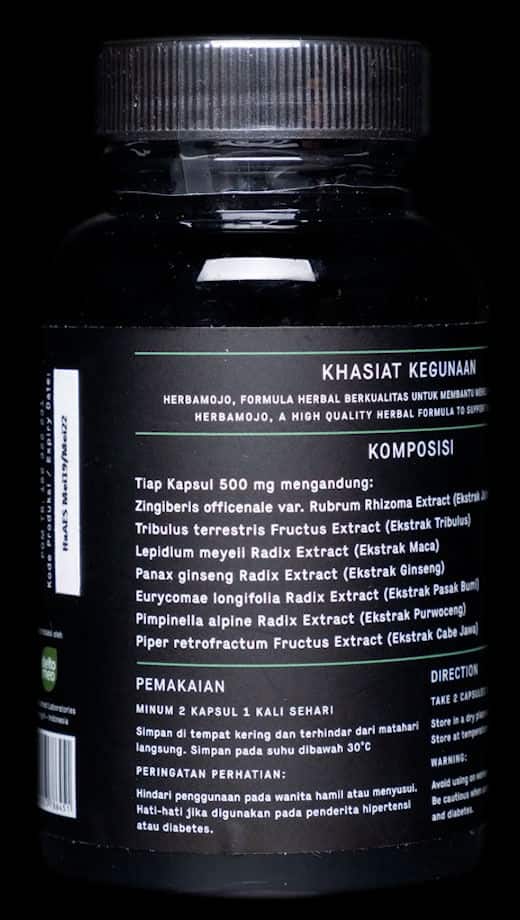 KHASIAT KEGUNAAN
HERBAMOJO, FORMULA HERBAL BERKUALITAS UNTUK MEMBANTU
HERBAMOJO, A HIGH QUALITY HERBAL FORMULA TO SUPPORT
KOMPOSISI
Tiap Kapsul 500 mg mengandung:
Zingiberis officenale var. Rubrum Rhizoma Extract (Ekstrak
Tribulus terrestris Fructus Extract (Ekstrak Tribulus)
Lepidium meyeii Radix Extract (Ekstrak Maca)
Panax ginseng Radix Extract (Ekstrak Ginseng)
Eurycomae longifolia Radix Extract (Ekstrak Pasak Bumi)
Pimpinella alpine Radix Extract (Ekstrak Purwoceng)
Piper retrofractum Fructus Extract (Ekstrak Cabe Jawa)
PEMAKAIAN
MINUM 2 KAPSUL 1 KALI SEHARI
Simpan di tempat kering dan terhindar dari matahari
langsung. Simpan pada suhu dibawah 30°C
PERINGATAN PERHATIAN:
Hindari penggunaan pada wanita hamil atau menyusui.
Hati-hati jika digunakan pada penderita hipertensi
atau diabetes.
DIRECTION
TAKE 2 CAPSULES
Store in a dry
Store at
WARNING:
Avoid using on
Be cautious when
and diabetes.
Kode Produksi / Expiry Date:
HaAES Mei19/Mei22